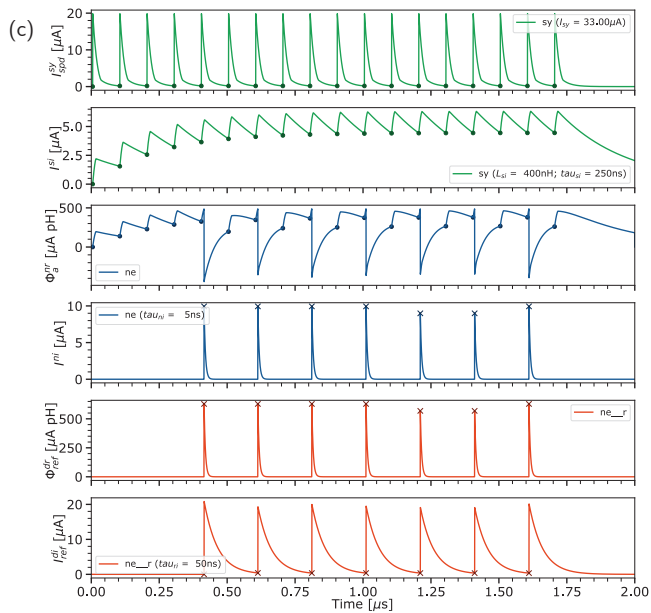 (c)
20
10
0
I^{sy}_{spd} [μA]
sy (I_{sy} = 33.00μA)
5.0
2.5
0.0
I^{si} [μA]
sy (L_{si} = 400nH; tau_{si} = 250ns)
500
0
Φ^{nr}_{a} [μA pH]
ne
10
5
0
I^{ni} [μA]
ne (tau_{ni} = 5ns)
500
250
0
Φ^{dr}_{ref} [μA pH]
ne__r
20
10
0
I^{di}_{ref} [μA]
ne__r (tau_{ri} = 50ns)
0.00 0.25 0.50 0.75 1.00 1.25 1.50 1.75 2.00
Time [μs]